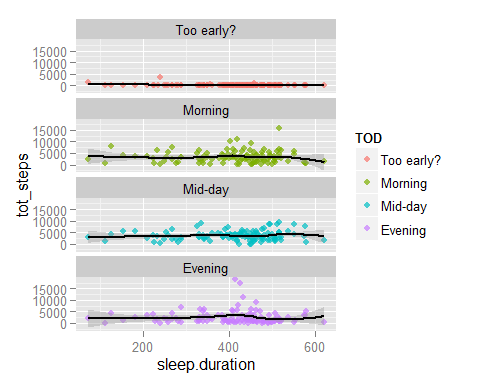 Too early?
15000
10000
5000
0
Morning
15000
10000
5000
0
Mid-day
15000
10000
5000
0
Evening
15000
10000
5000
0
200
400
600
sleep.duration
tot_steps
TOD
Too early?
Morning
Mid-day
Evening